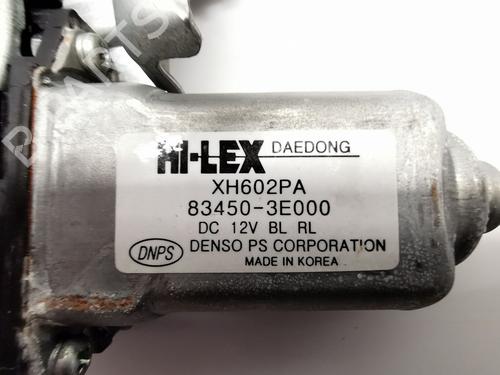 HI-LEX DAEDONG
XH602PA
83450-3E000
DC 12V BL RL
DNPS DENSO PS CORPORATION
MADE IN KOREA